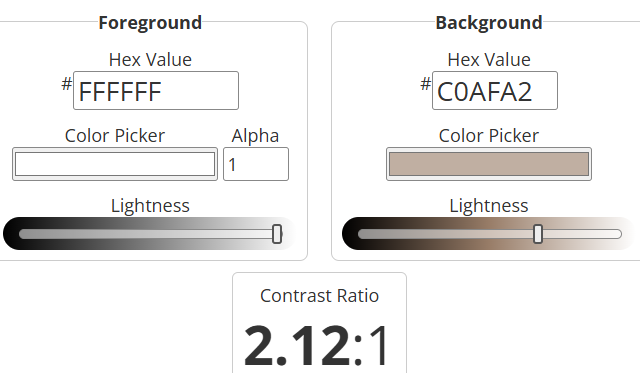 Foreground
Hex Value
# FFFFFF
Color Picker Alpha
1
Lightness
Background
Hex Value
# C0AFA2
Color Picker
Lightness
Contrast Ratio
2.12:1